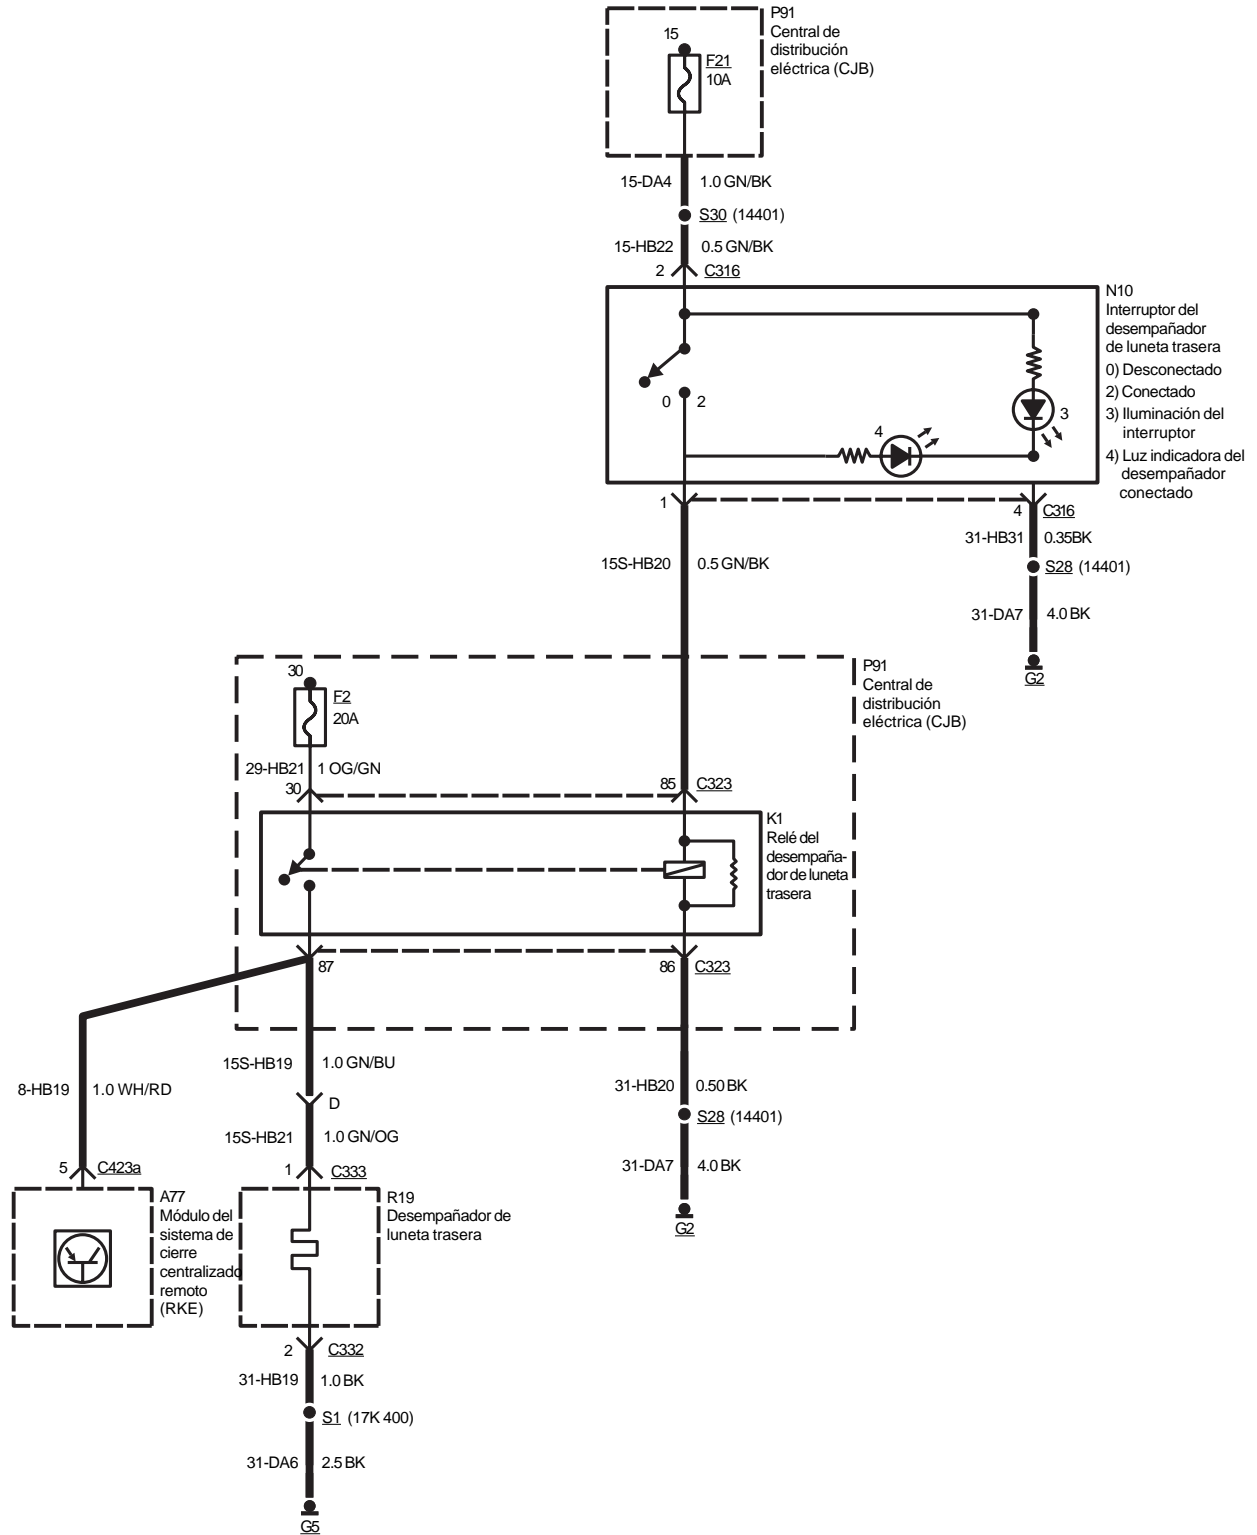 P91
Central de
distribución
eléctrica (CJB)
15
F21
10A
15-DA4 1.0 GN/BK
S30 (14401)
15-HB22 0.5 GN/BK
2 C316
N10
Interruptor del
desempañador
de luneta trasera
0) Desconectado
2) Conectado
3) Iluminación del
interruptor
4) Luz indicadora del
desempañador
conectado
0 2
3
4
1
4 C316
31-HB31 0.35BK
15S-HB20 0.5 GN/BK
S28 (14401)
31-DA7 4.0 BK
G2
P91
Central de
distribución
eléctrica (CJB)
30
F2
20A
29-HB21 1 OG/GN
30
85 C323
K1
Relé del
desempaña-
dor de luneta
trasera
87
86 C323
15S-HB19 1.0 GN/BU
8-HB19 1.0 WH/RD
31-HB20 0.50 BK
D
S28 (14401)
15S-HB21 1.0 GN/OG
31-DA7 4.0 BK
5 C423a
1 C333
A77
Módulo del
sistema de
cierre
centralizado
remoto
(RKE)
R19
Desempañador de
luneta trasera
G2
2 C332
31-HB19 1.0 BK
S1 (17K 400)
31-DA6 2.5 BK
G5